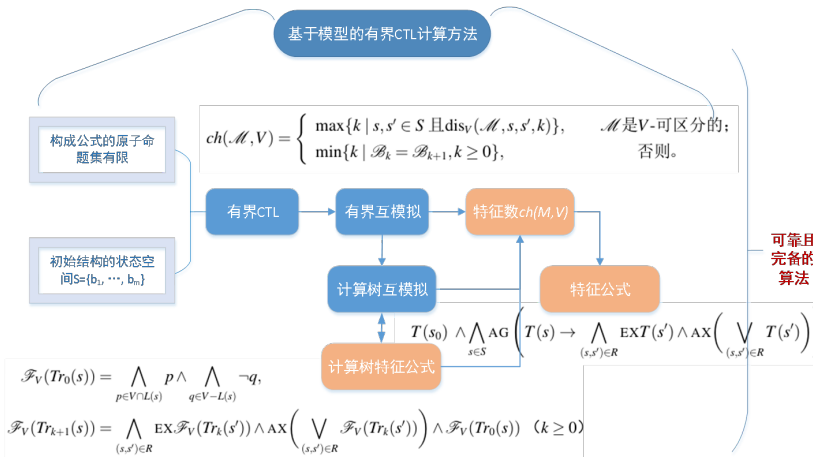 基于模型的有界CTL计算方法
构成公式的原子命
题集有限
ch(ℳ,V) = { max{k | s,s′ ∈ S 且dis_V(ℳ,s,s′,k)}, ℳ是V-可区分的;
min{k | ℬ_k = ℬ_{k+1}, k ≥ 0}, 否则。
有界CTL
有界互模拟
特征数ch(M,V)
初始结构的状态空
间S={b₁, …, bₘ}
计算树互模拟
特征公式
可靠且
完备的
算法
T(s₀) ∧ ⋀_{s∈S} AG ( T(s) → ⋀_{(s,s′)∈R} EXT(s′) ∧ AX ( ⋁_{(s,s′)∈R} T(s′) )
计算树特征公式
ℱ_V(Tr₀(s)) = ⋀_{p∈V∩L(s)} p ∧ ⋀_{q∈V−L(s)} ¬q,
ℱ_V(Tr_{k+1}(s)) = ⋀_{(s,s′)∈R} EXℱ_V(Tr_k(s′)) ∧ AX ( ⋁_{(s,s′)∈R} ℱ_V(Tr_k(s′)) ) ∧ ℱ_V(Tr₀(s)) （k ≥ 0）